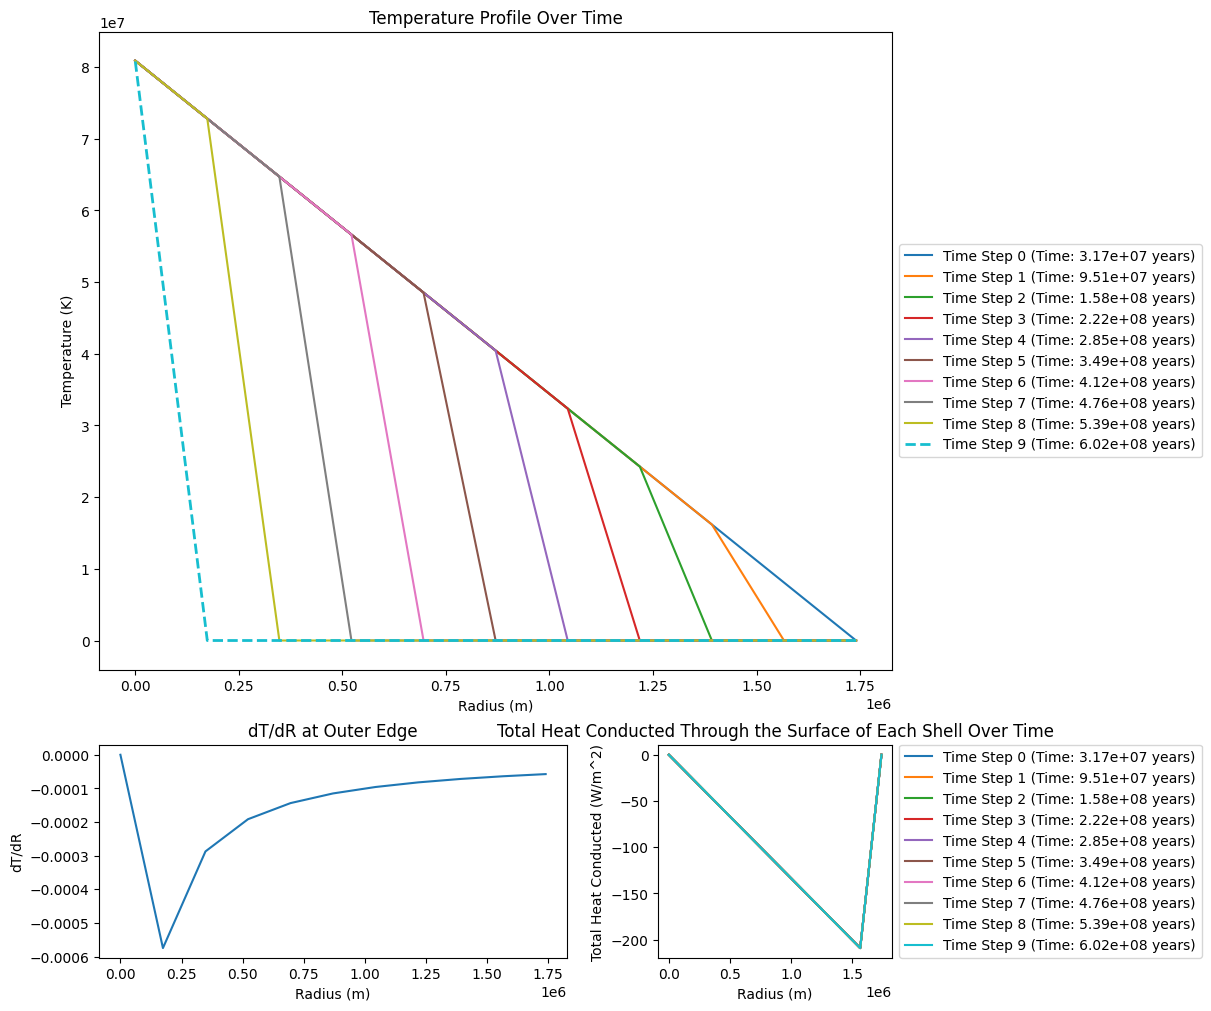 Temperature Profile Over Time
1e7
8
7
6
5
4
3
2
1
0
Temperature (K)
0.00 0.25 0.50 0.75 1.00 1.25 1.50 1.75
1e6
Radius (m)
Time Step 0 (Time: 3.17e+07 years)
Time Step 1 (Time: 9.51e+07 years)
Time Step 2 (Time: 1.58e+08 years)
Time Step 3 (Time: 2.22e+08 years)
Time Step 4 (Time: 2.85e+08 years)
Time Step 5 (Time: 3.49e+08 years)
Time Step 6 (Time: 4.12e+08 years)
Time Step 7 (Time: 4.76e+08 years)
Time Step 8 (Time: 5.39e+08 years)
Time Step 9 (Time: 6.02e+08 years)
dT/dR at Outer Edge
0.0000
−0.0001
−0.0002
−0.0003
−0.0004
−0.0005
−0.0006
dT/dR
0.00 0.25 0.50 0.75 1.00 1.25 1.50 1.75
1e6
Radius (m)
Total Heat Conducted Through the Surface of Each Shell Over Time
0
−50
−100
−150
−200
Total Heat Conducted (W/m^2)
0.0 0.5 1.0 1.5
1e6
Radius (m)
Time Step 0 (Time: 3.17e+07 years)
Time Step 1 (Time: 9.51e+07 years)
Time Step 2 (Time: 1.58e+08 years)
Time Step 3 (Time: 2.22e+08 years)
Time Step 4 (Time: 2.85e+08 years)
Time Step 5 (Time: 3.49e+08 years)
Time Step 6 (Time: 4.12e+08 years)
Time Step 7 (Time: 4.76e+08 years)
Time Step 8 (Time: 5.39e+08 years)
Time Step 9 (Time: 6.02e+08 years)